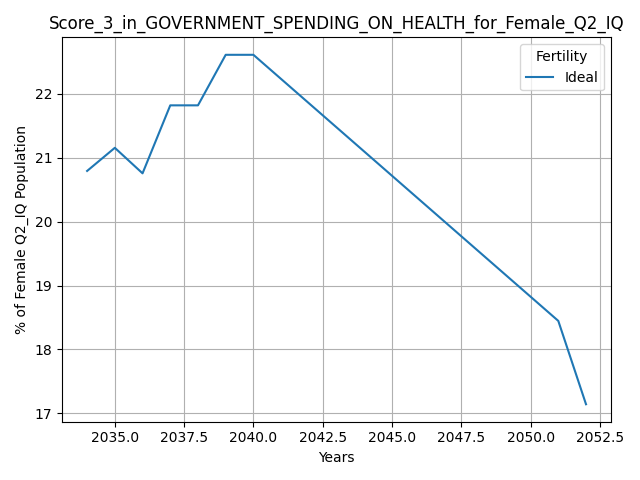 Score_3_in_GOVERNMENT_SPENDING_ON_HEALTH_for_Female_Q2_IQ
Fertility
Ideal
% of Female Q2_IQ Population
22
21
20
19
18
17
2035.0 2037.5 2040.0 2042.5 2045.0 2047.5 2050.0 2052.5
Years